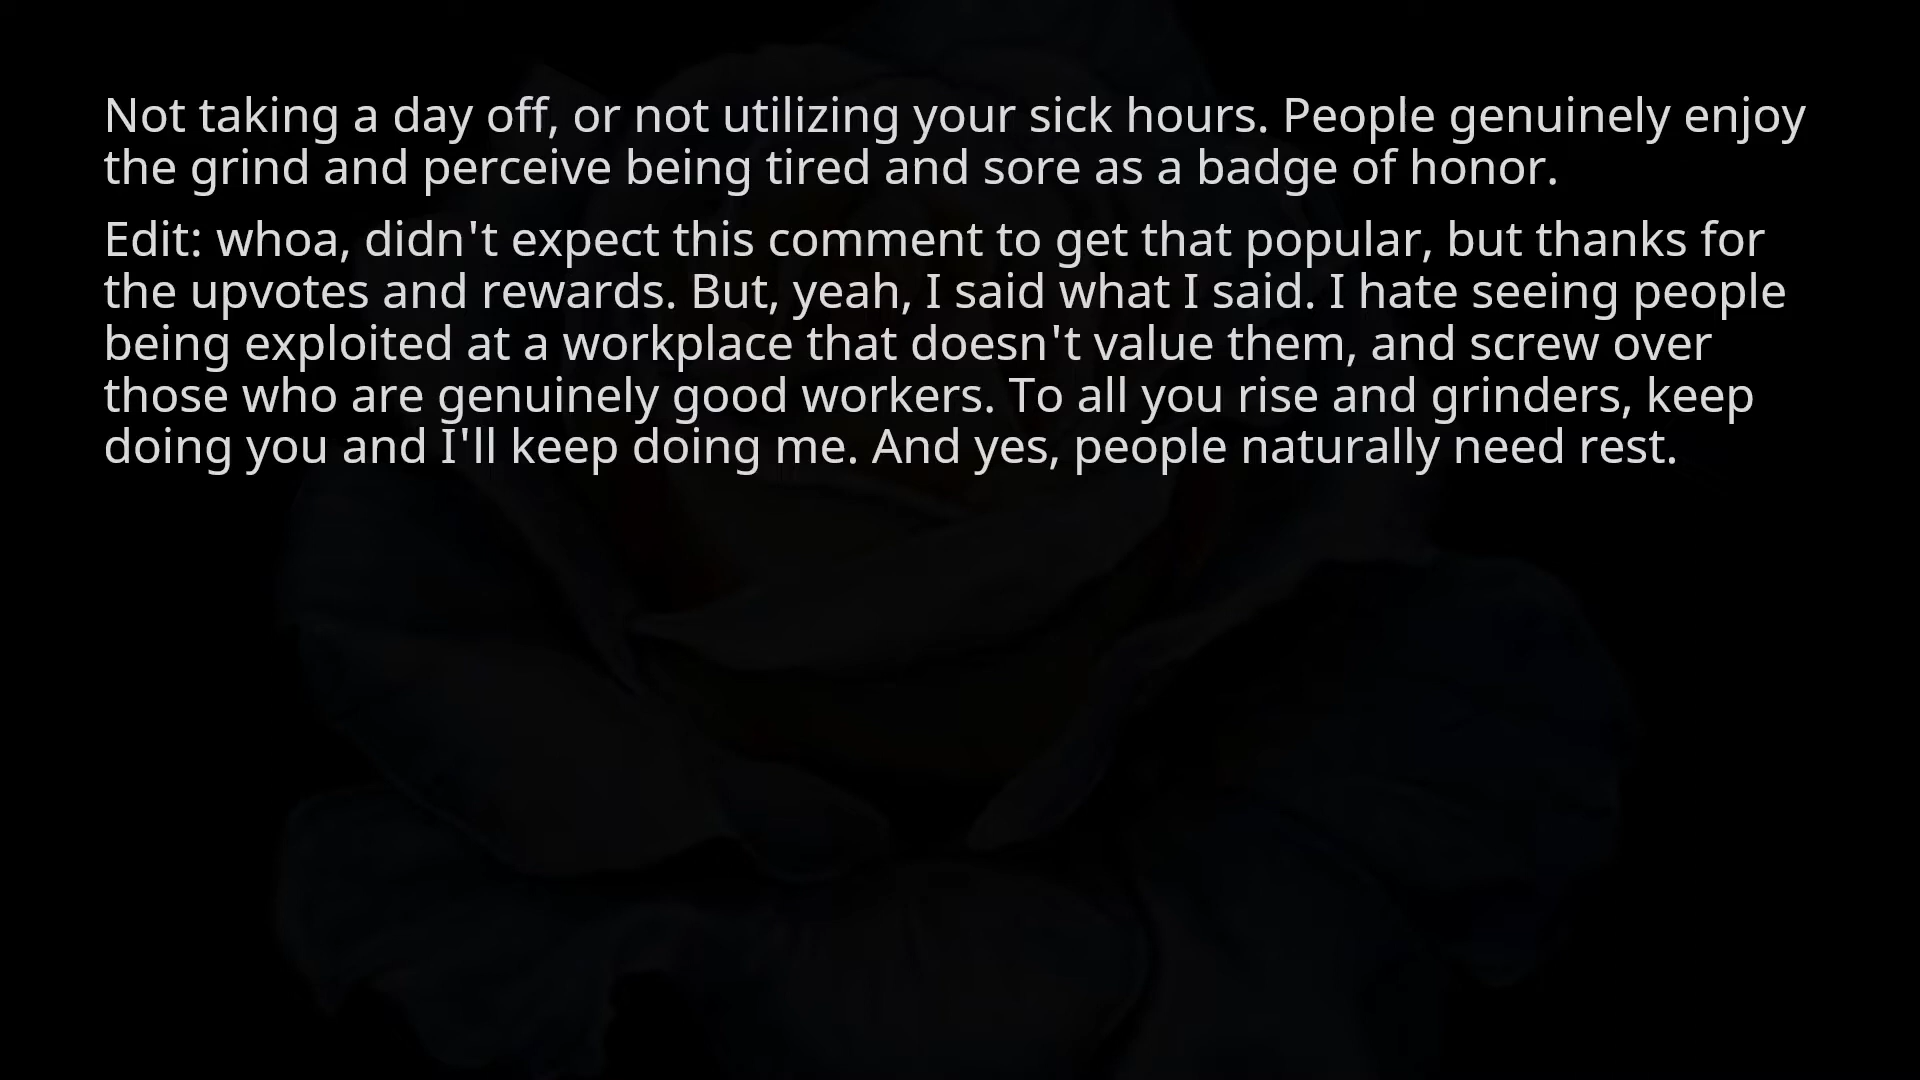 Not taking a day off, or not utilizing your sick hours. People genuinely enjoy
the grind and perceive being tired and sore as a badge of honor.
Edit: whoa, didn't expect this comment to get that popular, but thanks for
the upvotes and rewards. But, yeah, I said what I said. I hate seeing people
being exploited at a workplace that doesn't value them, and screw over
those who are genuinely good workers. To all you rise and grinders, keep
doing you and I'll keep doing me. And yes, people naturally need rest.